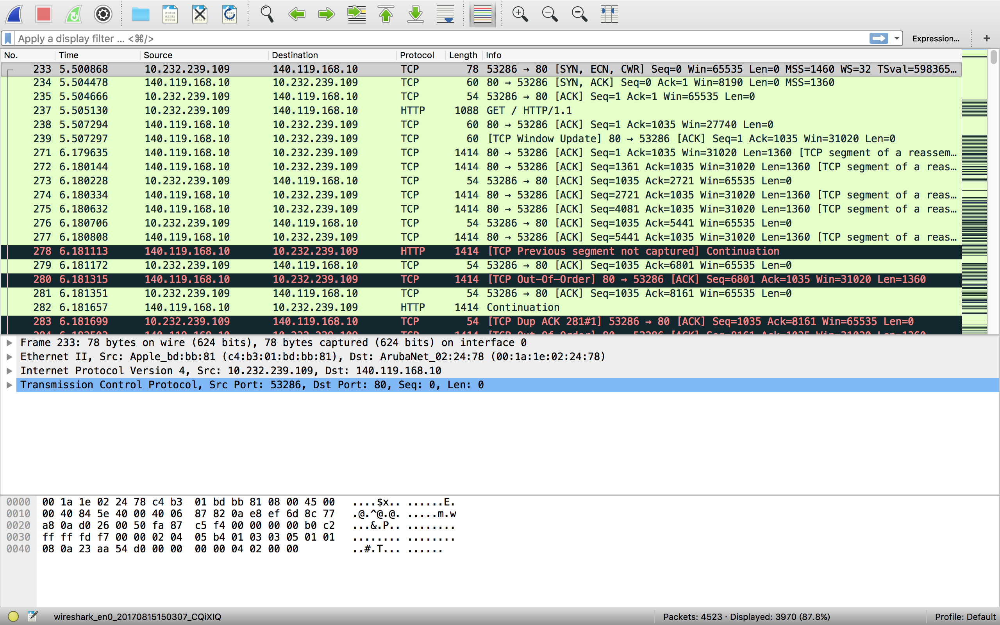 Apply a display filter ... <⌘/>
Expression...
+
No. Time Source Destination Protocol Length Info
233 5.500868 10.232.239.109 140.119.168.10 TCP 78 53286 → 80 [SYN, ECN, CWR] Seq=0 Win=65535 Len=0 MSS=1460 WS=32 TSval=598365…
234 5.504478 140.119.168.10 10.232.239.109 TCP 60 80 → 53286 [SYN, ACK] Seq=0 Ack=1 Win=8190 Len=0 MSS=1360
235 5.504666 10.232.239.109 140.119.168.10 TCP 54 53286 → 80 [ACK] Seq=1 Ack=1 Win=65535 Len=0
237 5.505130 10.232.239.109 140.119.168.10 HTTP 1088 GET / HTTP/1.1
238 5.507294 140.119.168.10 10.232.239.109 TCP 60 80 → 53286 [ACK] Seq=1 Ack=1035 Win=27740 Len=0
239 5.507297 140.119.168.10 10.232.239.109 TCP 60 [TCP Window Update] 80 → 53286 [ACK] Seq=1 Ack=1035 Win=31020 Len=0
271 6.179635 140.119.168.10 10.232.239.109 TCP 1414 80 → 53286 [ACK] Seq=1 Ack=1035 Win=31020 Len=1360 [TCP segment of a reassem…
272 6.180144 140.119.168.10 10.232.239.109 TCP 1414 80 → 53286 [ACK] Seq=1361 Ack=1035 Win=31020 Len=1360 [TCP segment of a reas…
273 6.180228 10.232.239.109 140.119.168.10 TCP 54 53286 → 80 [ACK] Seq=1035 Ack=2721 Win=65535 Len=0
274 6.180334 140.119.168.10 10.232.239.109 TCP 1414 80 → 53286 [ACK] Seq=2721 Ack=1035 Win=31020 Len=1360 [TCP segment of a reas…
275 6.180632 140.119.168.10 10.232.239.109 TCP 1414 80 → 53286 [ACK] Seq=4081 Ack=1035 Win=31020 Len=1360 [TCP segment of a reas…
276 6.180706 10.232.239.109 140.119.168.10 TCP 54 53286 → 80 [ACK] Seq=1035 Ack=5441 Win=65535 Len=0
277 6.180808 140.119.168.10 10.232.239.109 TCP 1414 80 → 53286 [ACK] Seq=5441 Ack=1035 Win=31020 Len=1360 [TCP segment of a reas…
278 6.181113 140.119.168.10 10.232.239.109 HTTP 1414 [TCP Previous segment not captured] Continuation
279 6.181172 10.232.239.109 140.119.168.10 TCP 54 53286 → 80 [ACK] Seq=1035 Ack=6801 Win=65535 Len=0
280 6.181315 140.119.168.10 10.232.239.109 TCP 1414 [TCP Out-Of-Order] 80 → 53286 [ACK] Seq=6801 Ack=1035 Win=31020 Len=1360
281 6.181351 10.232.239.109 140.119.168.10 TCP 54 53286 → 80 [ACK] Seq=1035 Ack=8161 Win=65535 Len=0
282 6.181657 140.119.168.10 10.232.239.109 HTTP 1414 Continuation
283 6.181699 10.232.239.109 140.119.168.10 TCP 54 [TCP Dup ACK 281#1] 53286 → 80 [ACK] Seq=1035 Ack=8161 Win=65535 Len=0
Frame 233: 78 bytes on wire (624 bits), 78 bytes captured (624 bits) on interface 0
Ethernet II, Src: Apple_bd:bb:81 (c4:b3:01:bd:bb:81), Dst: ArubaNet_02:24:78 (00:1a:1e:02:24:78)
Internet Protocol Version 4, Src: 10.232.239.109, Dst: 140.119.168.10
Transmission Control Protocol, Src Port: 53286, Dst Port: 80, Seq: 0, Len: 0
0000 00 1a 1e 02 24 78 c4 b3 01 bd bb 81 08 00 45 00 ....$x.. ......E.
0010 00 40 84 5e 40 00 40 06 87 82 0a e8 ef 6d 8c 77 .@.^@.@. .....m.w
0020 a8 0a d0 26 00 50 fa 87 c5 f4 00 00 00 00 b0 c2 ...&.P.. ........
0030 ff ff fd f7 00 00 02 04 05 b4 01 03 03 05 01 01 ........ ........
0040 08 0a 23 aa 54 d0 00 00 00 00 04 02 00 00 ..#.T... ......
wireshark_en0_20170815150307_CQiXIQ
Packets: 4523 · Displayed: 3970 (87.8%)
Profile: Default